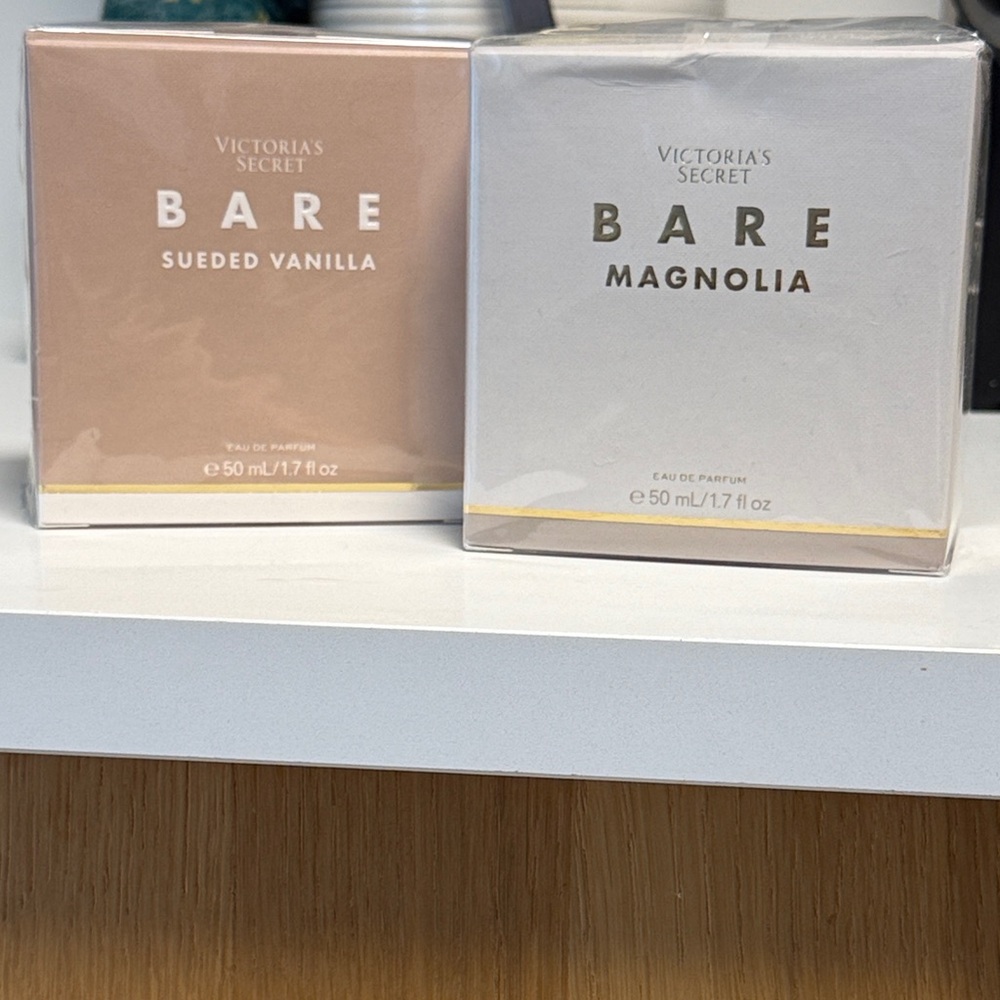 VICTORIA'S
SECRET
BARE
SUEDED VANILLA
EAU DE PARFUM
℮50 mL/1.7 fl oz
VICTORIA'S
SECRET
BARE
MAGNOLIA
EAU DE PARFUM
℮50 mL/1.7 fl oz